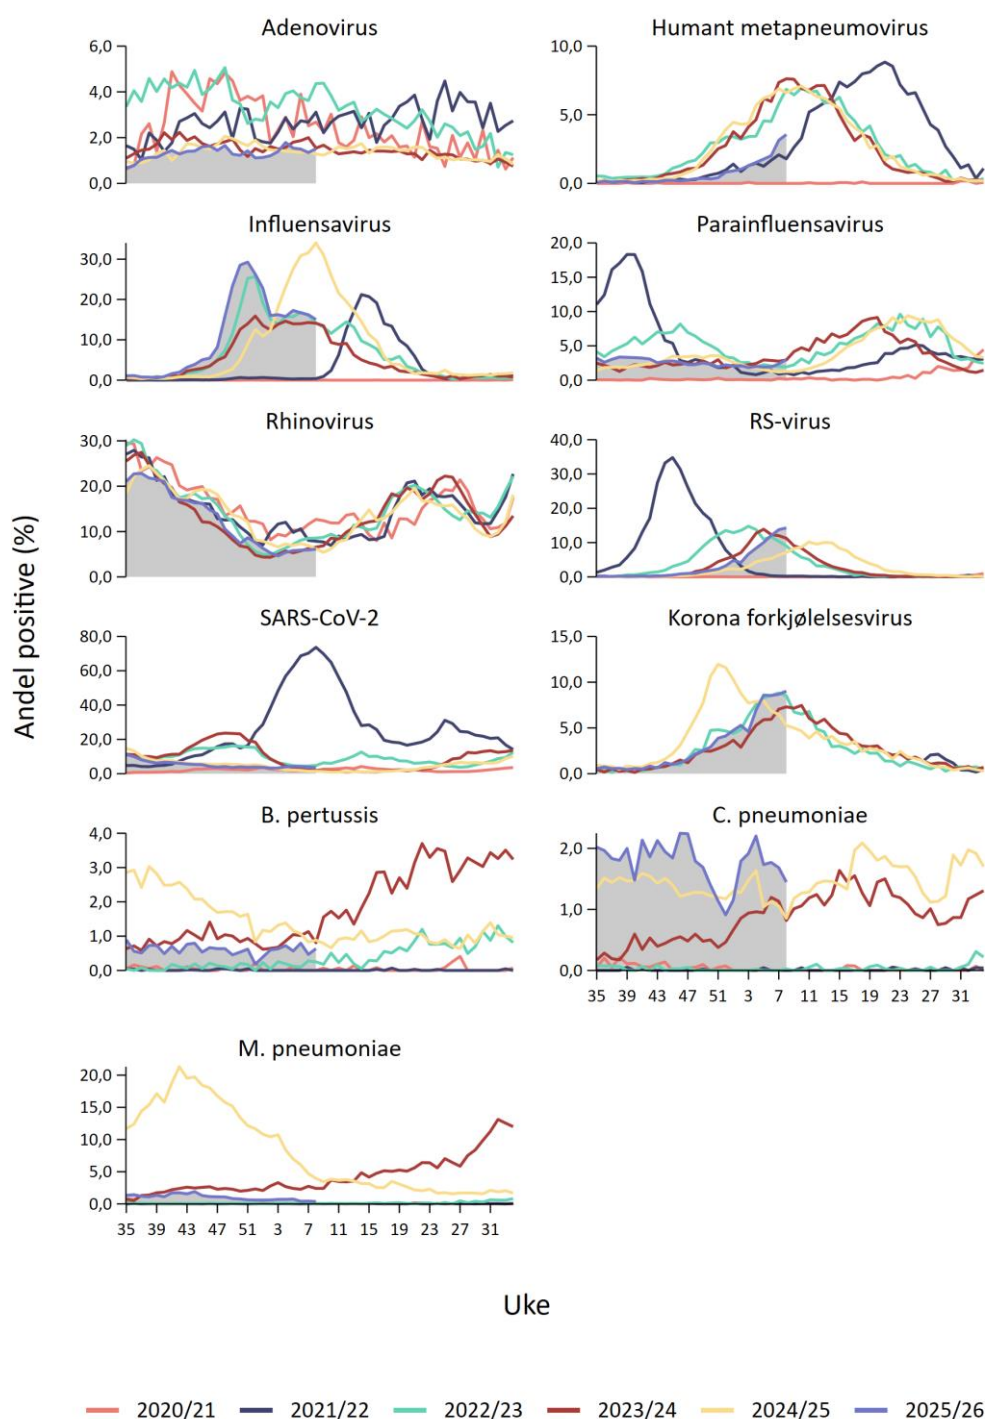 Adenovirus
6,0
4,0
2,0
0,0
Humant metapneumovirus
10,0
5,0
0,0
Influensavirus
30,0
20,0
10,0
0,0
Parainfluensavirus
20,0
15,0
10,0
5,0
0,0
Rhinovirus
30,0
20,0
10,0
0,0
RS-virus
40,0
30,0
20,0
10,0
0,0
SARS-CoV-2
80,0
60,0
40,0
20,0
0,0
Korona forkjølelsesvirus
15,0
10,0
5,0
0,0
B. pertussis
4,0
3,0
2,0
1,0
0,0
C. pneumoniae
2,0
1,0
0,0
35 39 43 47 51 3 7 11 15 19 23 27 31
M. pneumoniae
20,0
15,0
10,0
5,0
0,0
35 39 43 47 51 3 7 11 15 19 23 27 31
Andel positive (%)
Uke
2020/21 2021/22 2022/23 2023/24 2024/25 2025/26